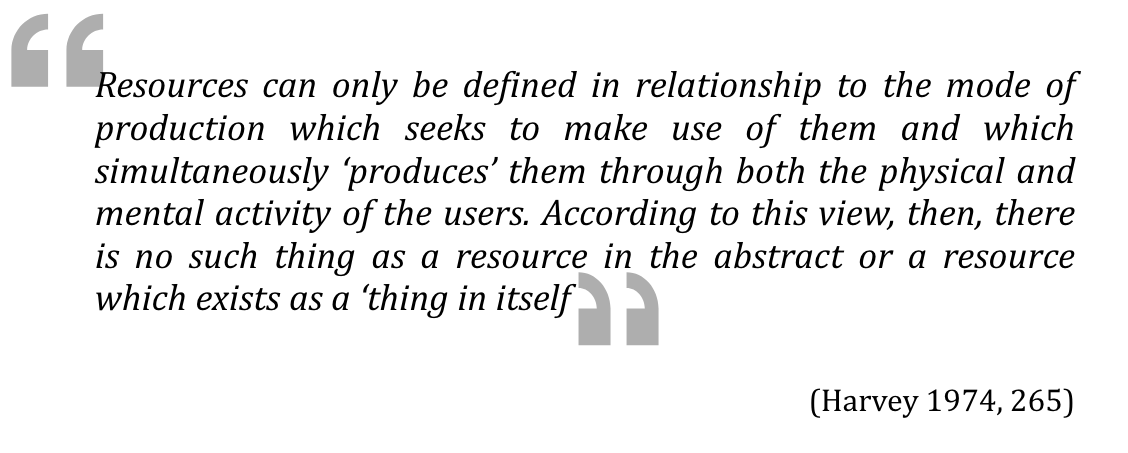 “Resources can only be defined in relationship to the mode of
production which seeks to make use of them and which
simultaneously ‘produces’ them through both the physical and
mental activity of the users. According to this view, then, there
is no such thing as a resource in the abstract or a resource
which exists as a ‘thing in itself”
(Harvey 1974, 265)